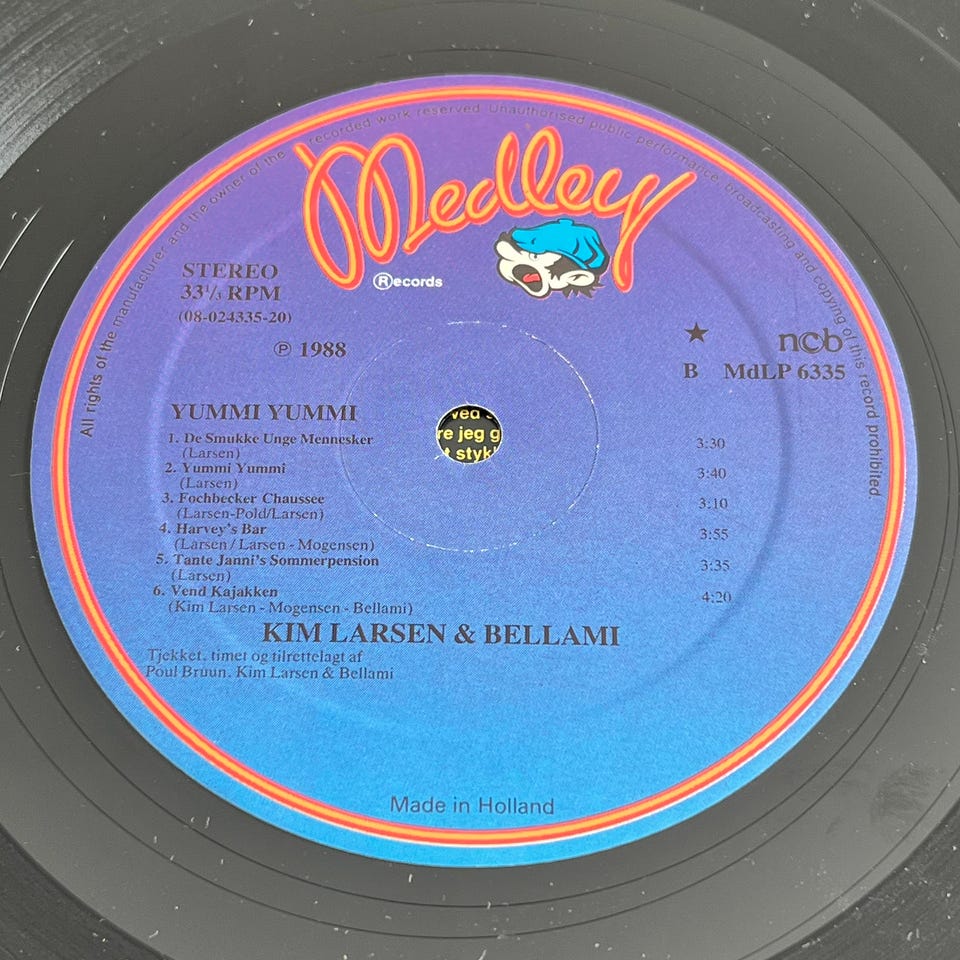 All rights of the manufacturer and the owner of the recorded work reserved. Unauthorised public performance, broadcasting and copying of this record prohibited.
Medley
Ⓡecords
STEREO
33⅓ RPM
(08-024335-20)
℗ 1988
★
ncb
B MdLP 6335
YUMMI YUMMI
1. De Smukke Unge Mennesker 3:30
(Larsen)
2. Yummi Yummi 3:40
(Larsen)
3. Fochbecker Chaussee 3:10
(Larsen-Pold/Larsen)
4. Harvey's Bar 3:55
(Larsen / Larsen - Mogensen)
5. Tante Janni's Sommerpension 3:35
(Larsen)
6. Vend Kajakken 4:20
(Kim Larsen - Mogensen - Bellami)
KIM LARSEN & BELLAMI
Tjekket, timet og tilrettelagt af
Poul Bruun, Kim Larsen & Bellami
Made in Holland
ved
re jeg g
t styk